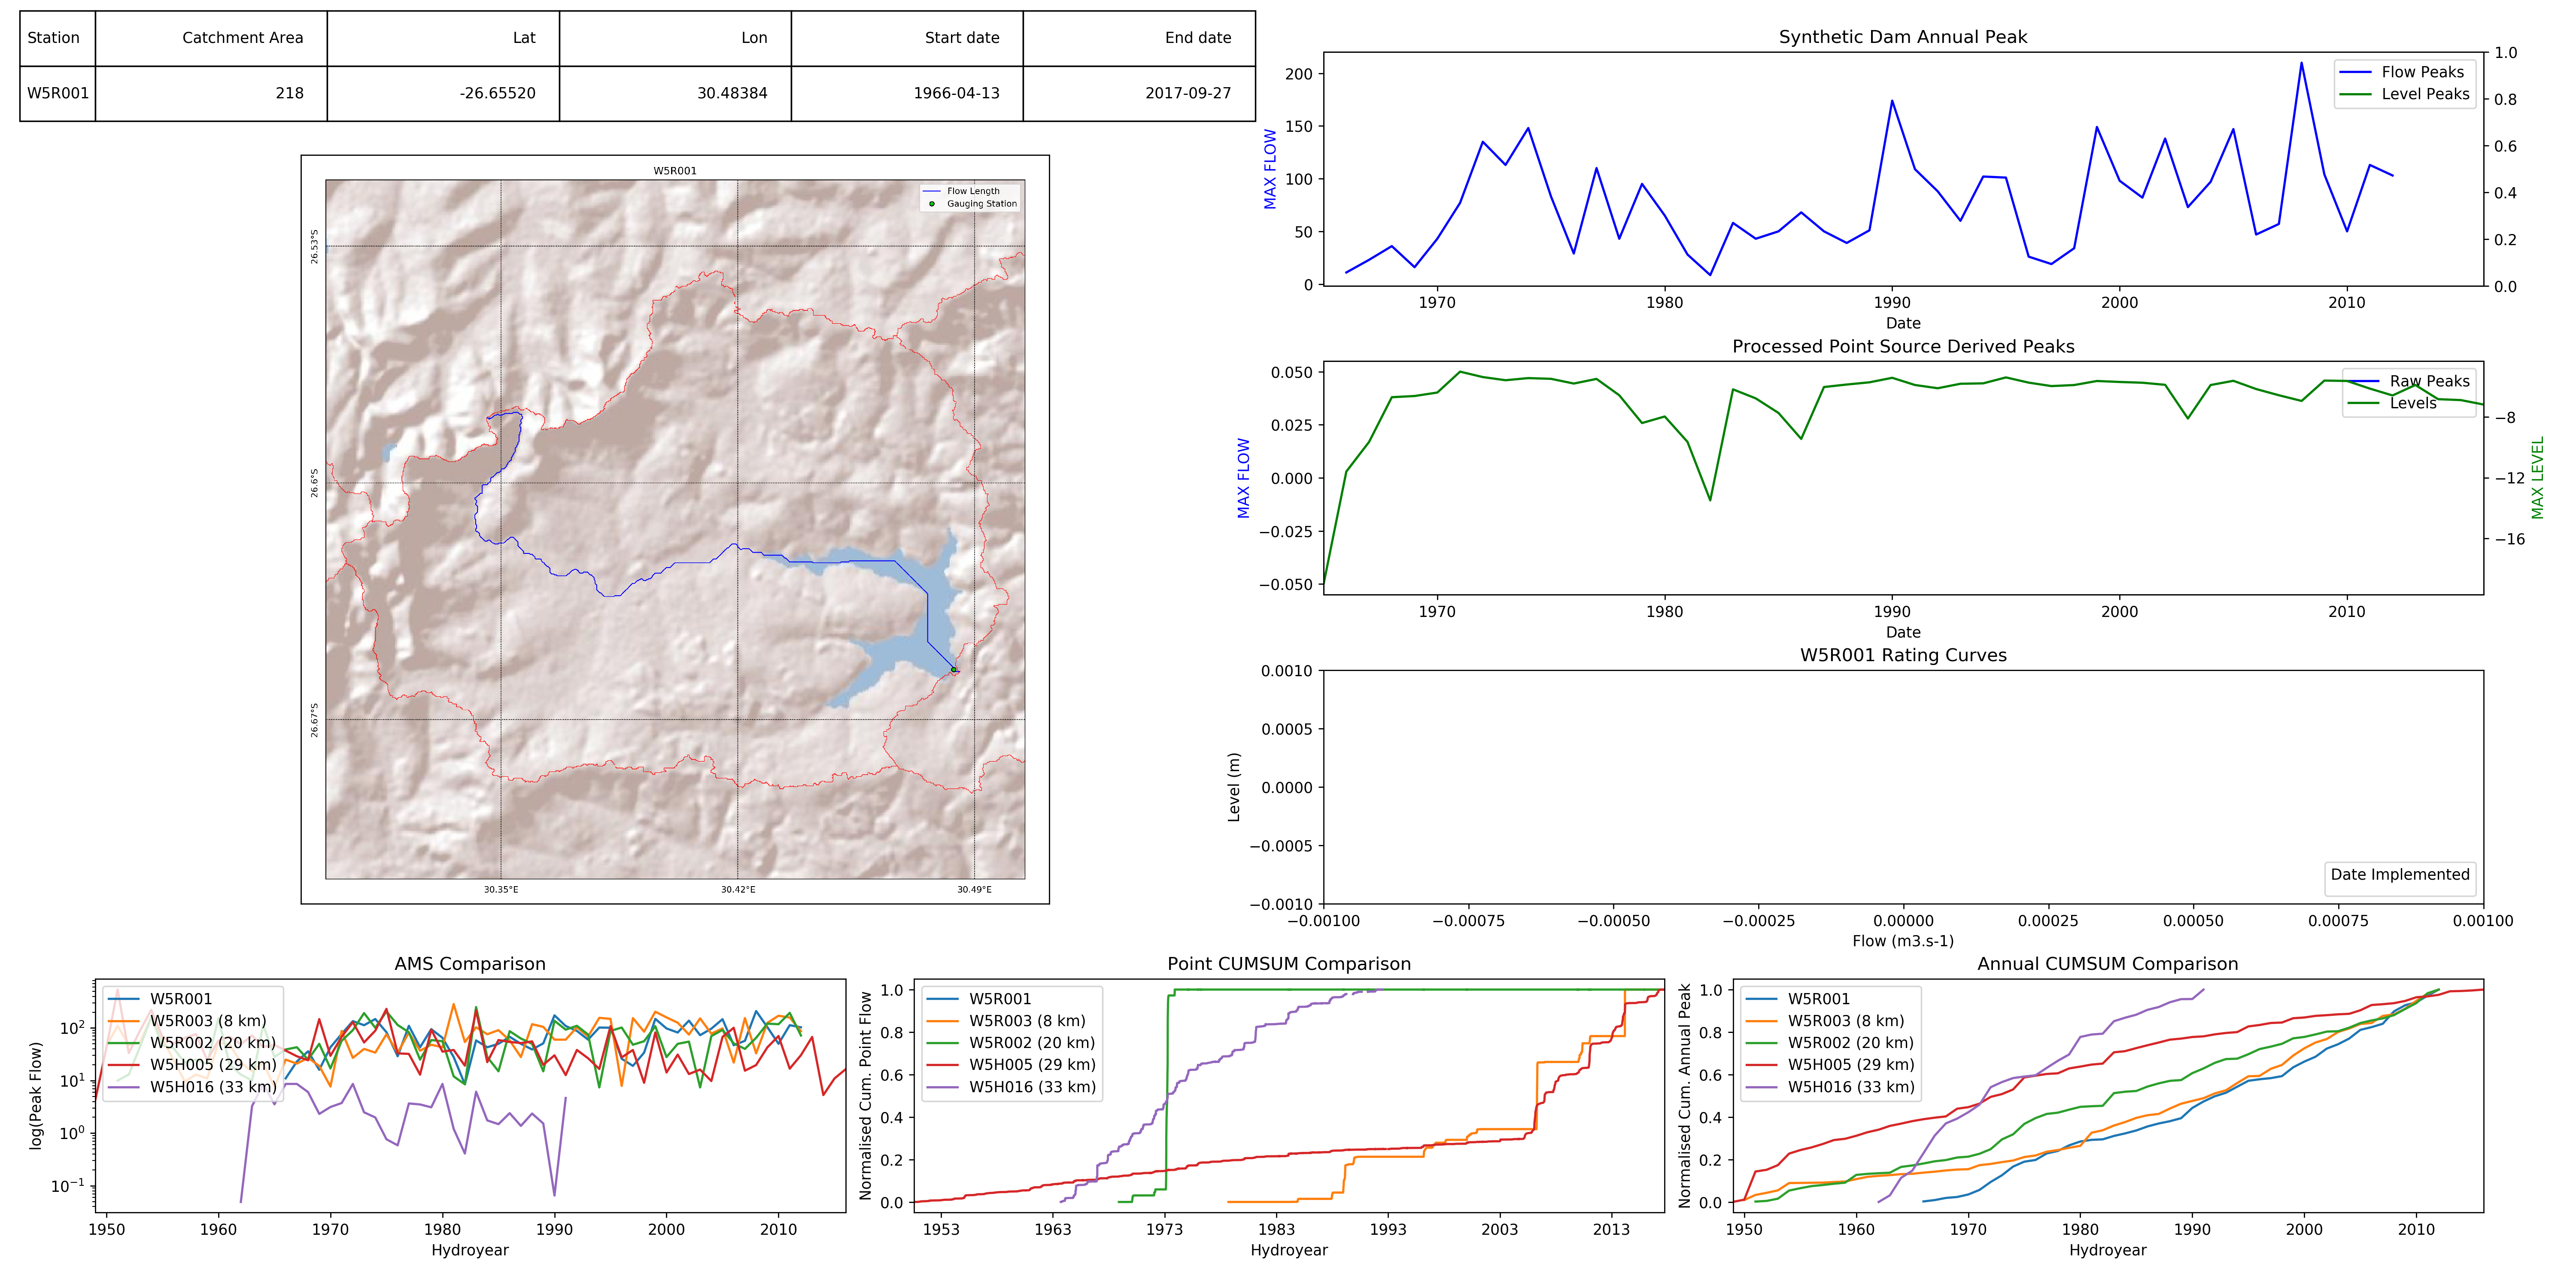 Station Catchment Area Lat Lon Start date End date
W5R001 218 -26.65520 30.48384 1966-04-13 2017-09-27
W5R001
Flow Length
Gauging Station
26.53°S
26.6°S
26.67°S
30.35°E 30.42°E 30.49°E
Synthetic Dam Annual Peak
MAX FLOW
200
150
100
50
0
1.0
0.8
0.6
0.4
0.2
0.0
Flow Peaks
Level Peaks
1970 1980 1990 2000 2010
Date
Processed Point Source Derived Peaks
MAX FLOW
0.050
0.025
0.000
−0.025
−0.050
Raw Peaks
Levels
−8
−12
−16
MAX LEVEL
1970 1980 1990 2000 2010
Date
W5R001 Rating Curves
Level (m)
0.0010
0.0005
0.0000
−0.0005
−0.0010
Date Implemented
−0.00100 −0.00075 −0.00050 −0.00025 0.00000 0.00025 0.00050 0.00075 0.00100
Flow (m3.s-1)
AMS Comparison
log(Peak Flow)
10²
10¹
10⁰
10⁻¹
W5R001
W5R003 (8 km)
W5R002 (20 km)
W5H005 (29 km)
W5H016 (33 km)
1950 1960 1970 1980 1990 2000 2010
Hydroyear
Point CUMSUM Comparison
Normalised Cum. Point Flow
1.0
0.8
0.6
0.4
0.2
0.0
W5R001
W5R003 (8 km)
W5R002 (20 km)
W5H005 (29 km)
W5H016 (33 km)
1953 1963 1973 1983 1993 2003 2013
Hydroyear
Annual CUMSUM Comparison
Normalised Cum. Annual Peak
1.0
0.8
0.6
0.4
0.2
0.0
W5R001
W5R003 (8 km)
W5R002 (20 km)
W5H005 (29 km)
W5H016 (33 km)
1950 1960 1970 1980 1990 2000 2010
Hydroyear